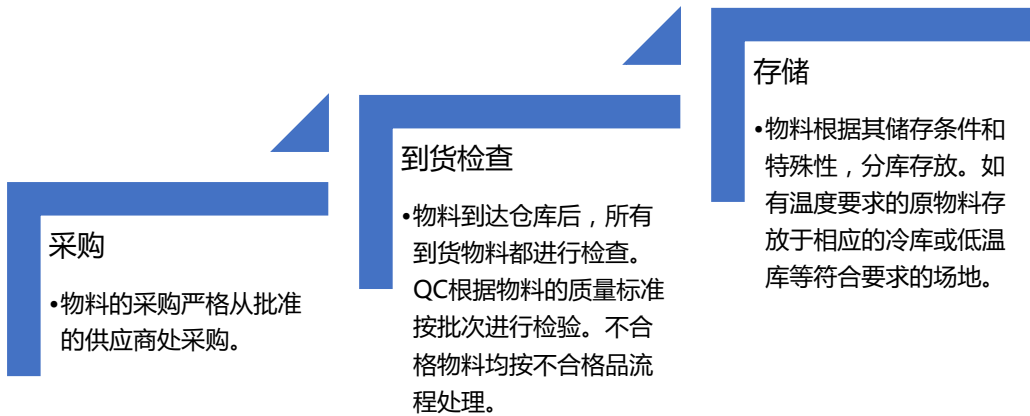 采购
•物料的采购严格从批准
的供应商处采购。
到货检查
•物料到达仓库后，所有
到货物料都进行检查。
QC根据物料的质量标准
按批次进行检验。不合
格物料均按不合格品流
程处理。
存储
•物料根据其储存条件和
特殊性，分库存放。如
有温度要求的原物料存
放于相应的冷库或低温
库等符合要求的场地。